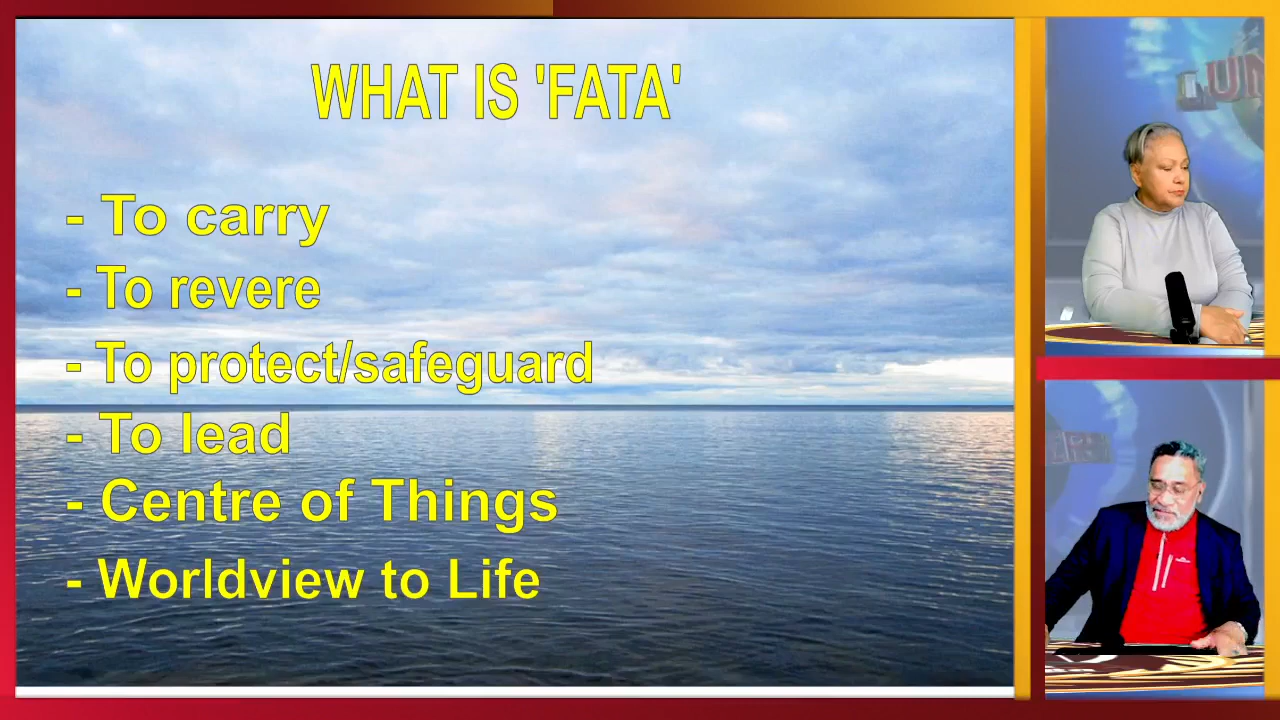 WHAT IS 'FATA'
- To carry
- To revere
- To protect/safeguard
- To lead
- Centre of Things
- Worldview to Life